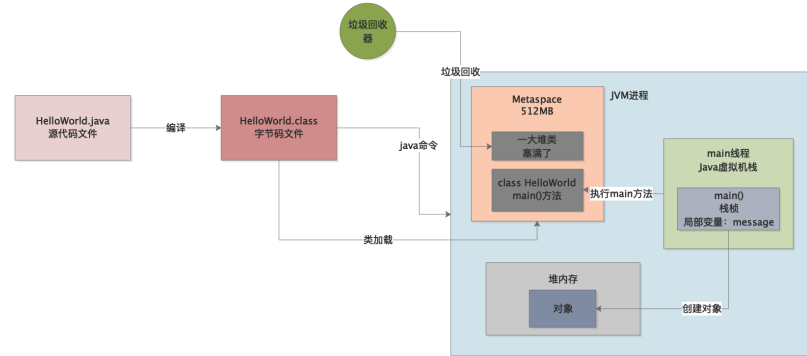 垃圾回收
器
垃圾回收
JVM进程
Metaspace
512MB
HelloWorld.java
源代码文件
编译
HelloWorld.class
字节码文件
java命令
一大堆类
塞满了
class HelloWorld
main()方法
执行main方法
main线程
Java虚拟机栈
main()
栈桢
局部变量：message
类加载
堆内存
对象
创建对象